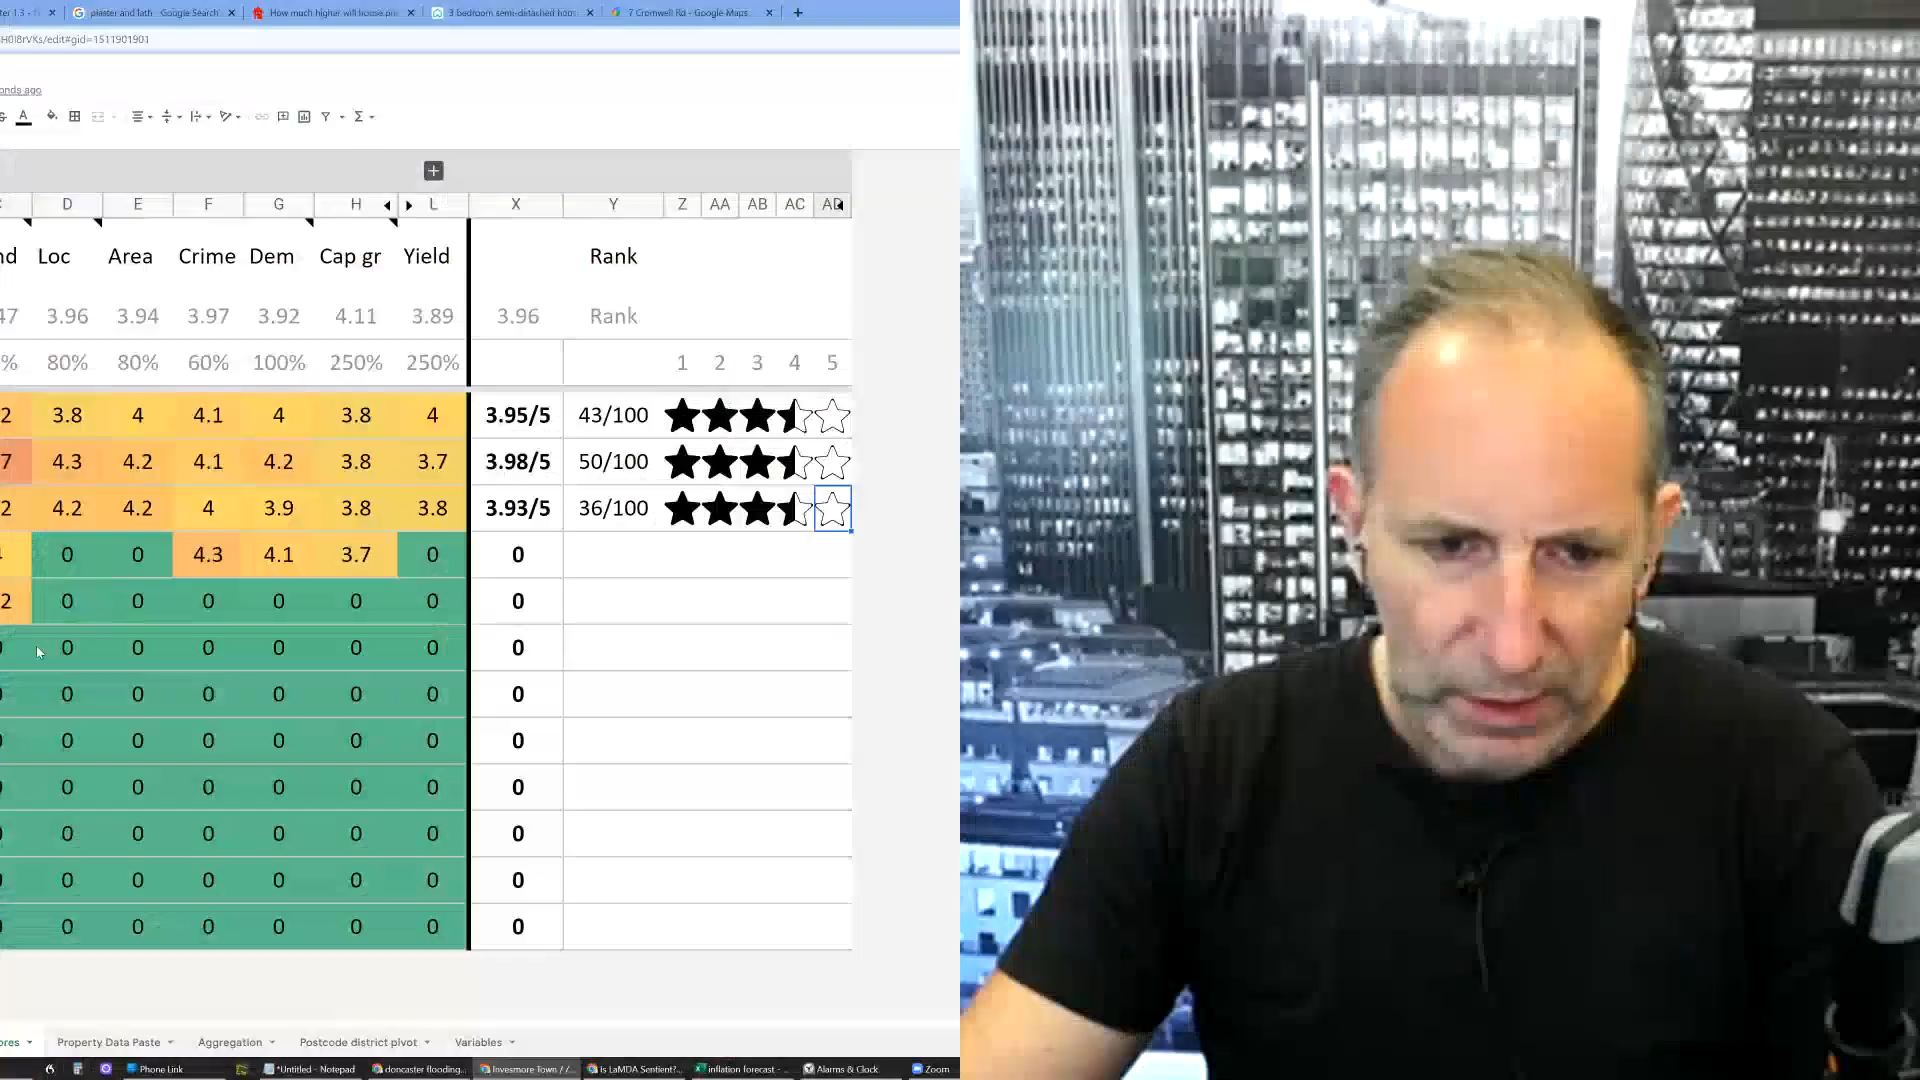 plaster and lath - Google Search
How much higher will house pri
3 bedroom semi-detached hou
7 Cromwell Rd - Google Maps
/edit#gid=1511901901
onds ago
D E F G H L X Y Z AA AB AC AD
Loc Area Crime Dem Cap gr Yield Rank
47 3.96 3.94 3.97 3.92 4.11 3.89 3.96 Rank
% 80% 80% 60% 100% 250% 250% 1 2 3 4 5
2 3.8 4 4.1 4 3.8 4 3.95/5 43/100
7 4.3 4.2 4.1 4.2 3.8 3.7 3.98/5 50/100
2 4.2 4.2 4 3.9 3.8 3.8 3.93/5 36/100
0 0 4.3 4.1 3.7 0 0
2 0 0 0 0 0 0 0
0 0 0 0 0 0 0
0 0 0 0 0 0 0
0 0 0 0 0 0 0
0 0 0 0 0 0 0
0 0 0 0 0 0 0
0 0 0 0 0 0 0
0 0 0 0 0 0 0
ores Property Data Paste Aggregation Postcode district pivot Variables
Phone Link *Untitled - Notepad doncaster flooding... Invesmore Town / /... Is LaMDA Sentient?... inflation forecast - Alarms & Clock Zoom